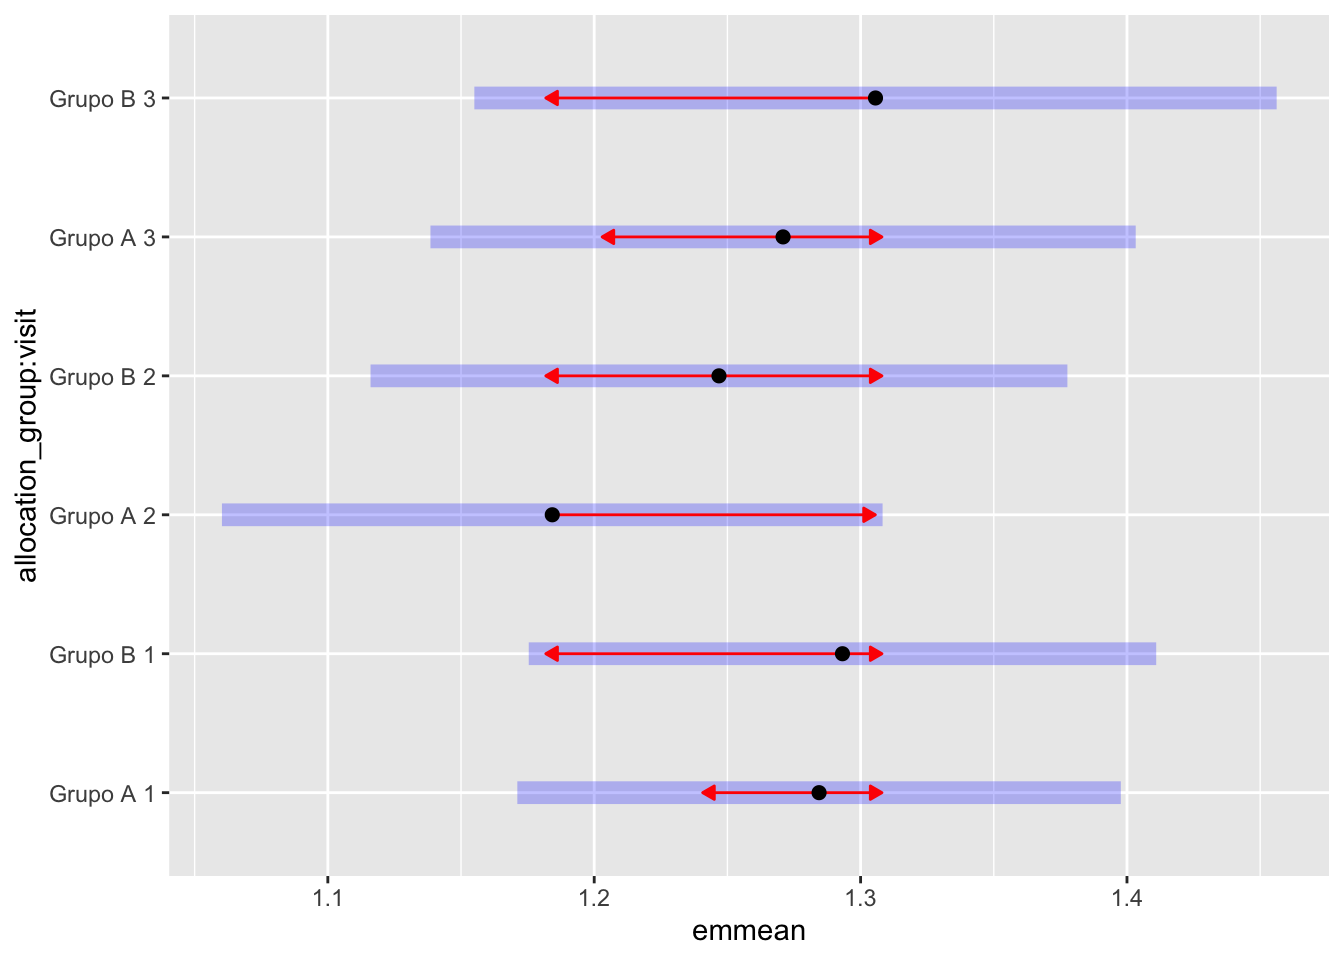 allocation_group:visit
Grupo B 3
Grupo A 3
Grupo B 2
Grupo A 2
Grupo B 1
Grupo A 1
1.1 1.2 1.3 1.4
emmean